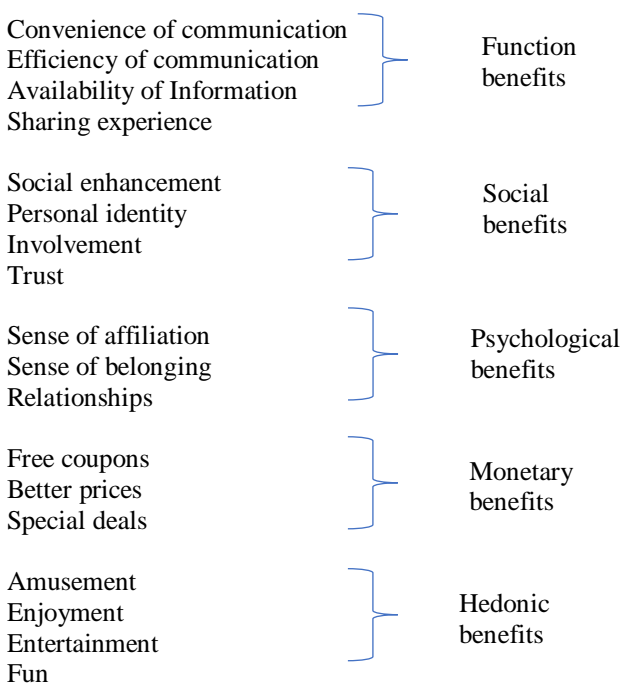 Convenience of communication
Efficiency of communication
Availability of Information
Sharing experience
Function
benefits
Social enhancement
Personal identity
Involvement
Trust
Social
benefits
Sense of affiliation
Sense of belonging
Relationships
Psychological
benefits
Free coupons
Better prices
Special deals
Monetary
benefits
Amusement
Enjoyment
Entertainment
Fun
Hedonic
benefits